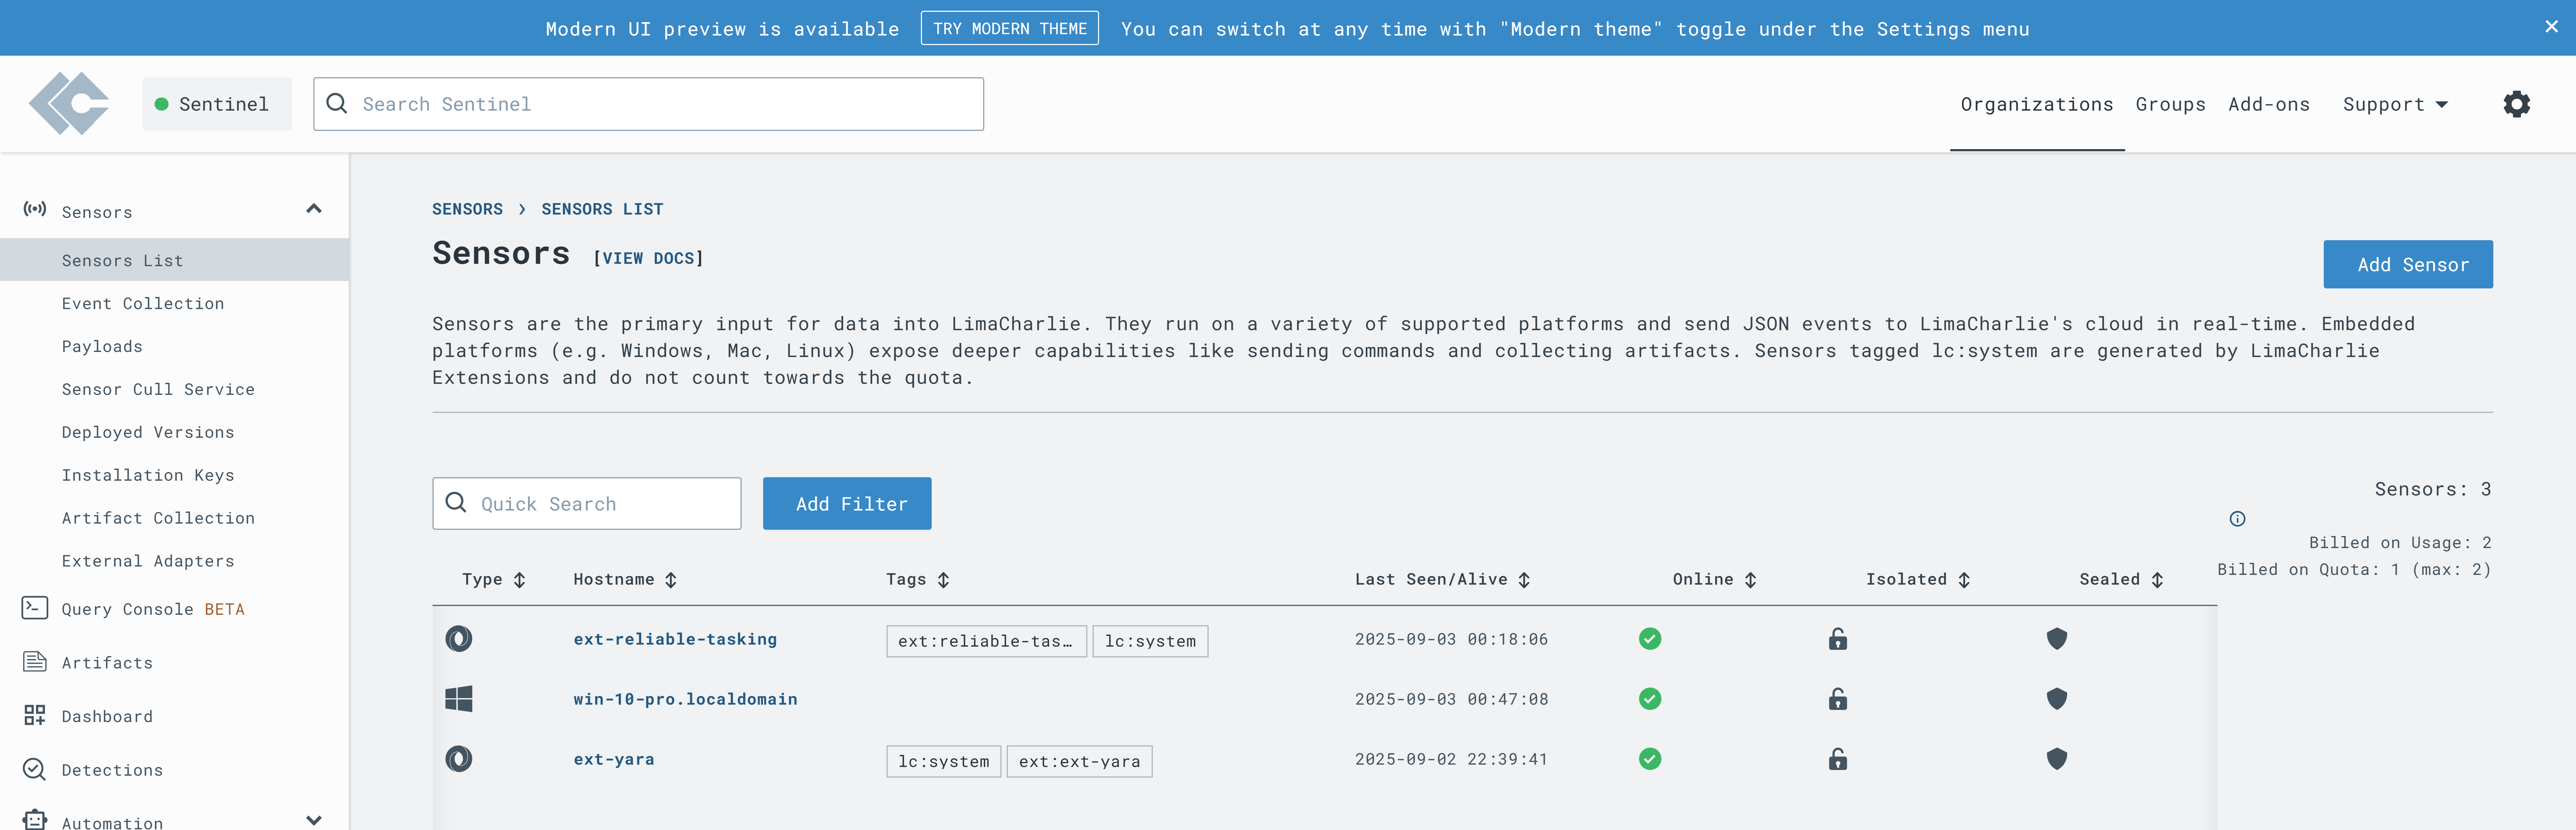 Modern UI preview is available TRY MODERN THEME You can switch at any time with "Modern theme" toggle under the Settings menu
Sentinel
Search Sentinel
Organizations Groups Add-ons Support
Sensors
Sensors List
Event Collection
Payloads
Sensor Cull Service
Deployed Versions
Installation Keys
Artifact Collection
External Adapters
Query Console BETA
Artifacts
Dashboard
Detections
Automation
SENSORS › SENSORS LIST
Sensors [VIEW DOCS]
Add Sensor
Sensors are the primary input for data into LimaCharlie. They run on a variety of supported platforms and send JSON events to LimaCharlie's cloud in real-time. Embedded
platforms (e.g. Windows, Mac, Linux) expose deeper capabilities like sending commands and collecting artifacts. Sensors tagged lc:system are generated by LimaCharlie
Extensions and do not count towards the quota.
Quick Search
Add Filter
Sensors: 3
Billed on Usage: 2
Billed on Quota: 1 (max: 2)
Type Hostname Tags Last Seen/Alive Online Isolated Sealed
ext-reliable-tasking ext:reliable-tas… lc:system 2025-09-03 00:18:06
win-10-pro.localdomain 2025-09-03 00:47:08
ext-yara lc:system ext:ext-yara 2025-09-02 22:39:41